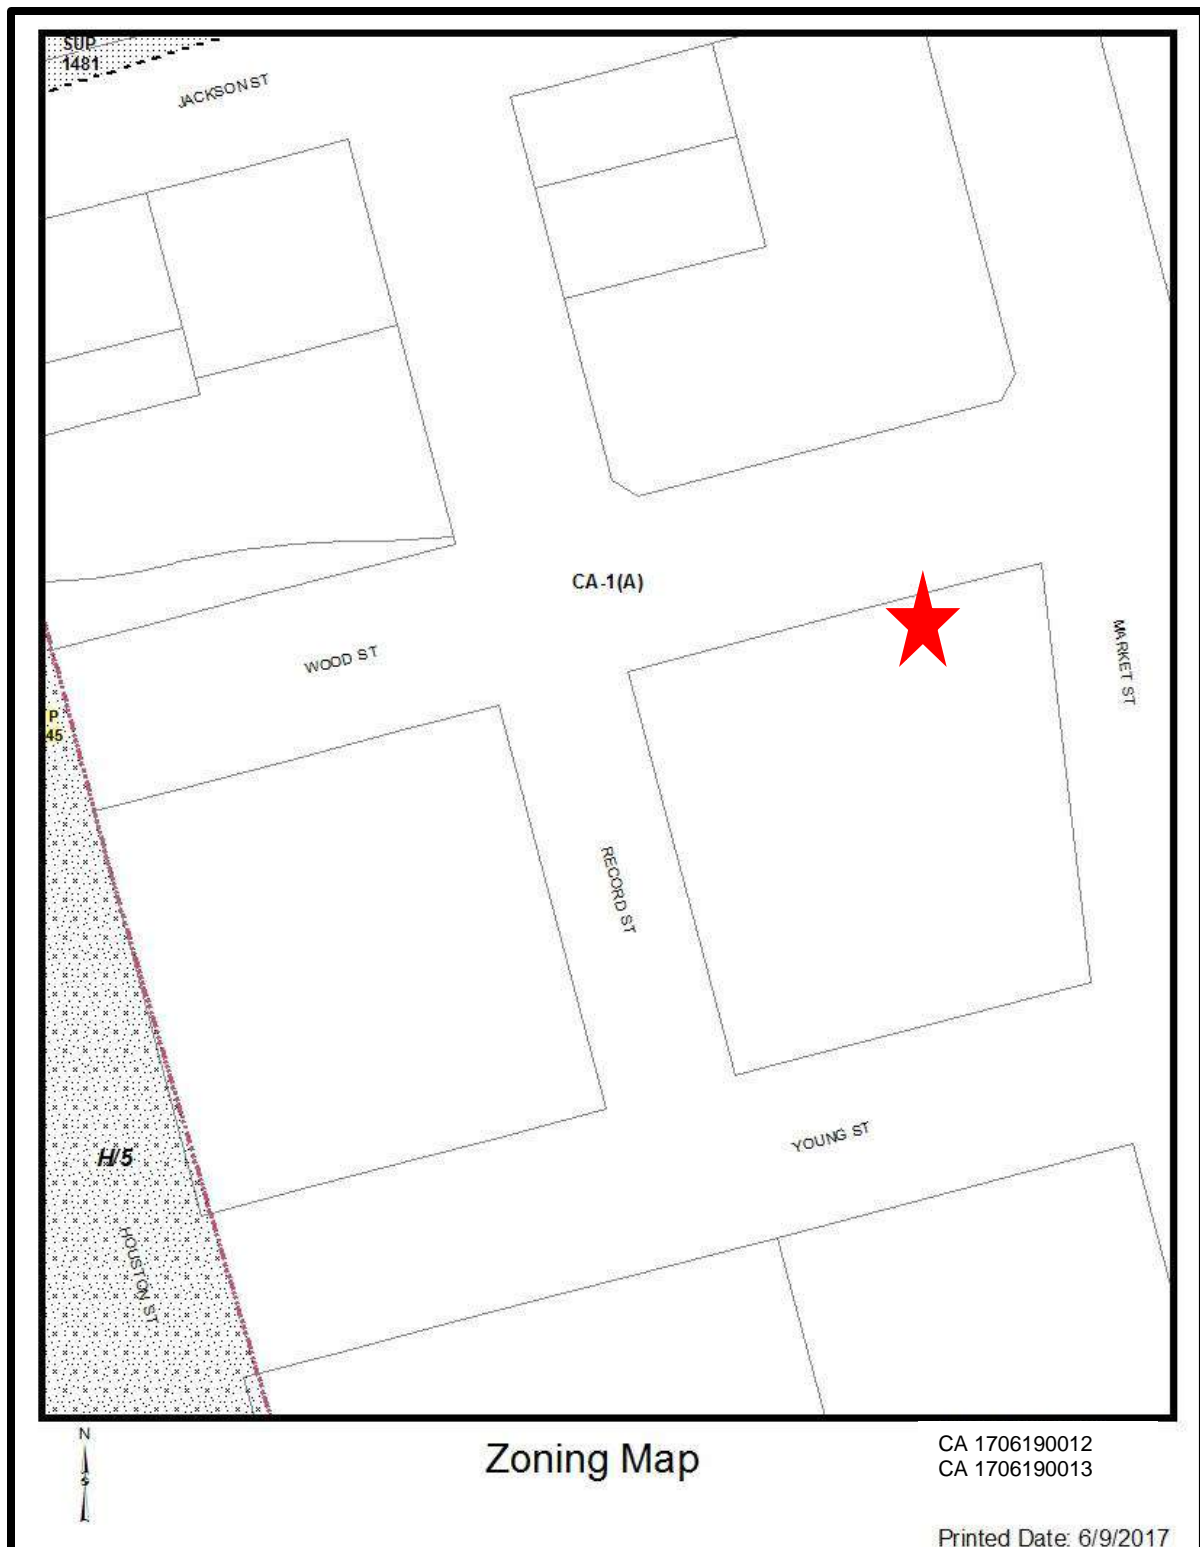 SUP
1481
JACKSON ST
CA-1(A)
WOOD ST
MARKET ST
P
45
RECORD ST
YOUNG ST
H/5
HOUSTON ST
N
S
Zoning Map
CA 1706190012
CA 1706190013
Printed Date: 6/9/2017